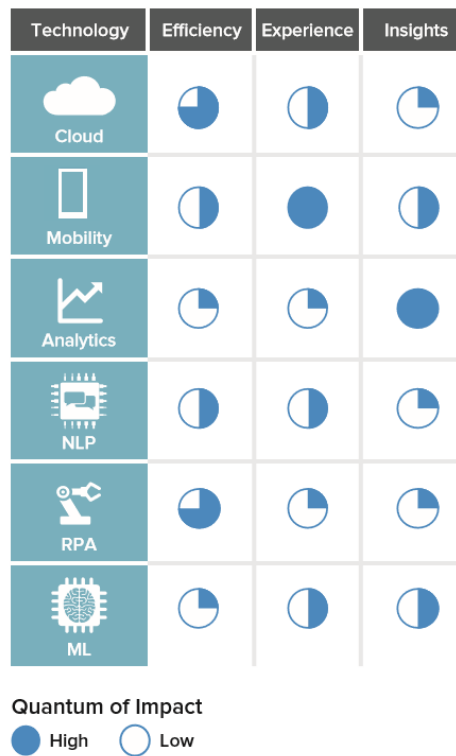 Technology Efficiency Experience Insights
Cloud
Mobility
Analytics
NLP
RPA
ML
Quantum of Impact
High Low